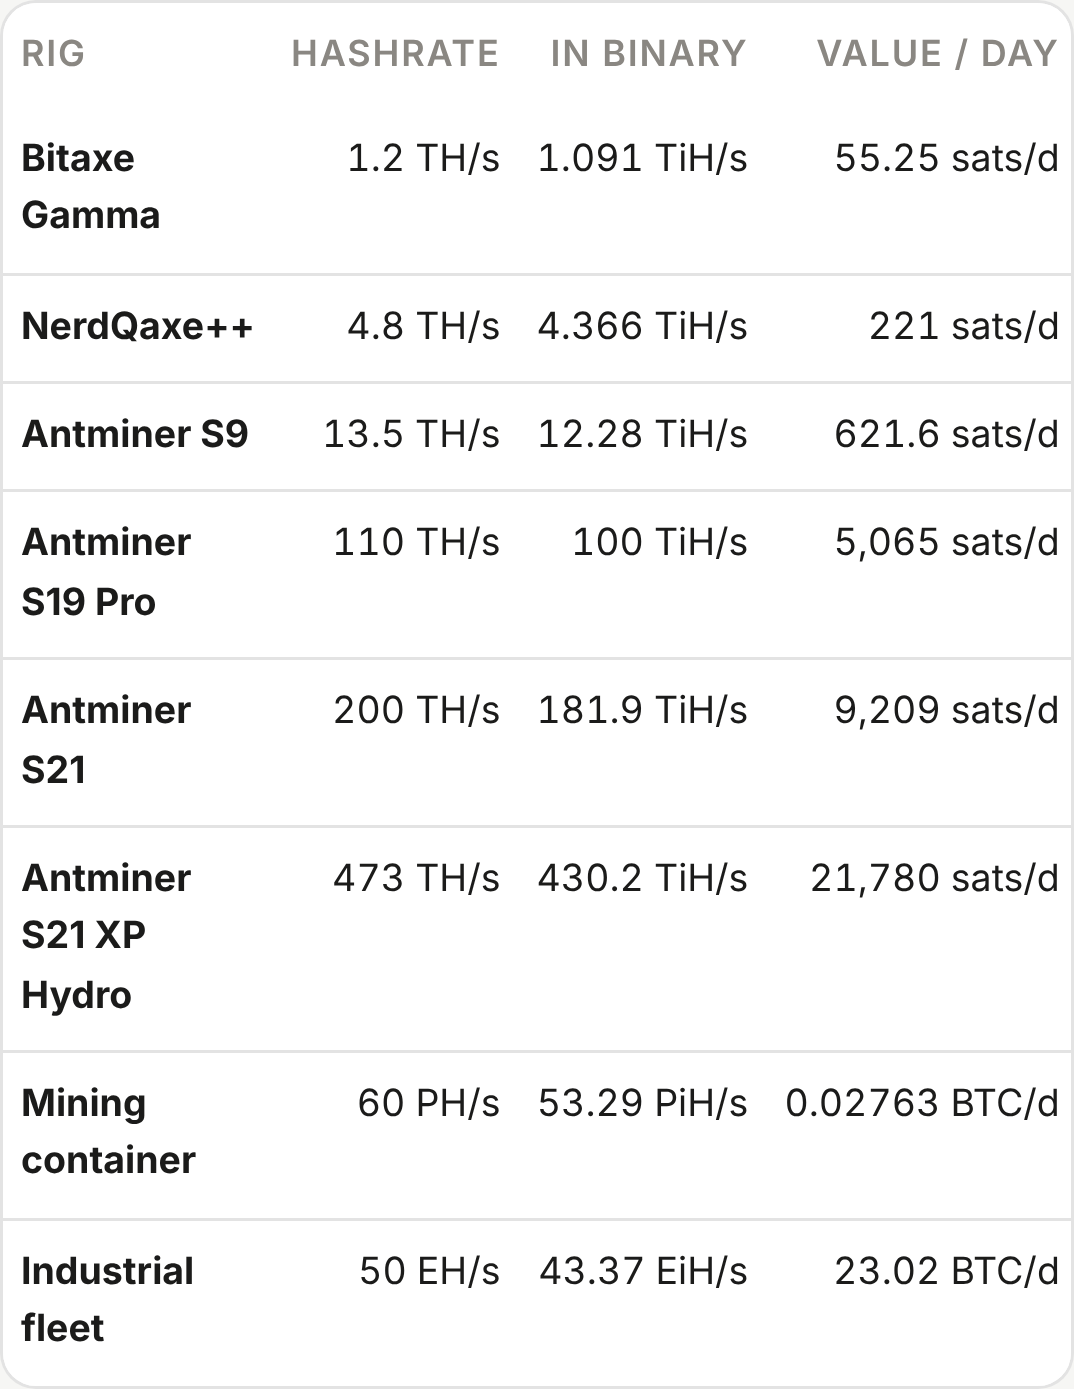 RIG HASHRATE IN BINARY VALUE / DAY
Bitaxe 1.2 TH/s 1.091 TiH/s 55.25 sats/d
Gamma
NerdQaxe++ 4.8 TH/s 4.366 TiH/s 221 sats/d
Antminer S9 13.5 TH/s 12.28 TiH/s 621.6 sats/d
Antminer 110 TH/s 100 TiH/s 5,065 sats/d
S19 Pro
Antminer 200 TH/s 181.9 TiH/s 9,209 sats/d
S21
Antminer 473 TH/s 430.2 TiH/s 21,780 sats/d
S21 XP
Hydro
Mining 60 PH/s 53.29 PiH/s 0.02763 BTC/d
container
Industrial 50 EH/s 43.37 EiH/s 23.02 BTC/d
fleet